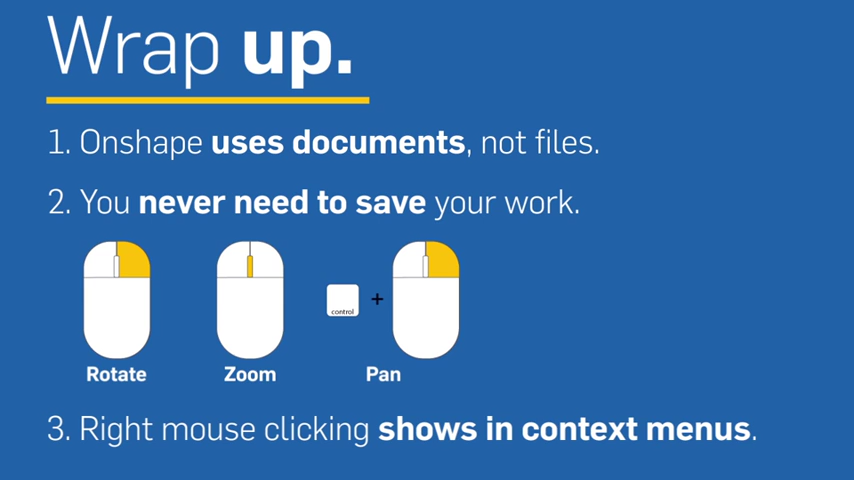 Wrap up.
1. Onshape uses documents, not files.
2. You never need to save your work.
control +
Rotate Zoom Pan
3. Right mouse clicking shows in context menus.